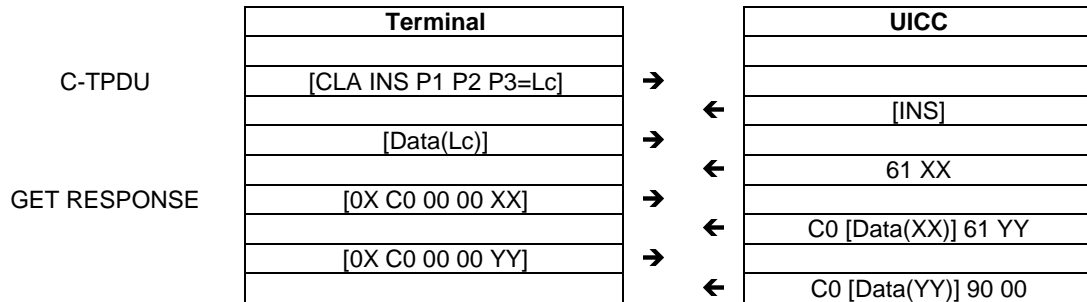 Terminal UICC
C-TPDU [CLA INS P1 P2 P3=Lc] ➔
🡰 [INS]
[Data(Lc)] ➔
🡰 61 XX
GET RESPONSE [0X C0 00 00 XX] ➔
🡰 C0 [Data(XX)] 61 YY
[0X C0 00 00 YY] ➔
🡰 C0 [Data(YY)] 90 00